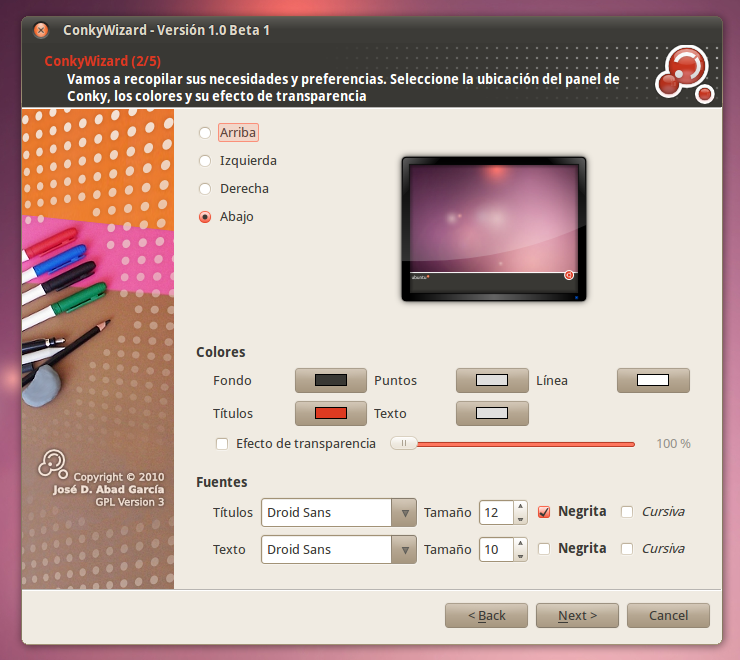 ConkyWizard - Versión 1.0 Beta 1
ConkyWizard (2/5)
Vamos a recopilar sus necesidades y preferencias. Seleccione la ubicación del panel de
Conky, los colores y su efecto de transparencia
Arriba
Izquierda
Derecha
Abajo
ubuntu
Colores
Fondo Puntos Línea
Títulos Texto
Efecto de transparencia 100 %
Fuentes
Títulos Droid Sans Tamaño 12 Negrita Cursiva
Texto Droid Sans Tamaño 10 Negrita Cursiva
Copyright © 2010
José D. Abad García
GPL Version 3
< Back Next > Cancel